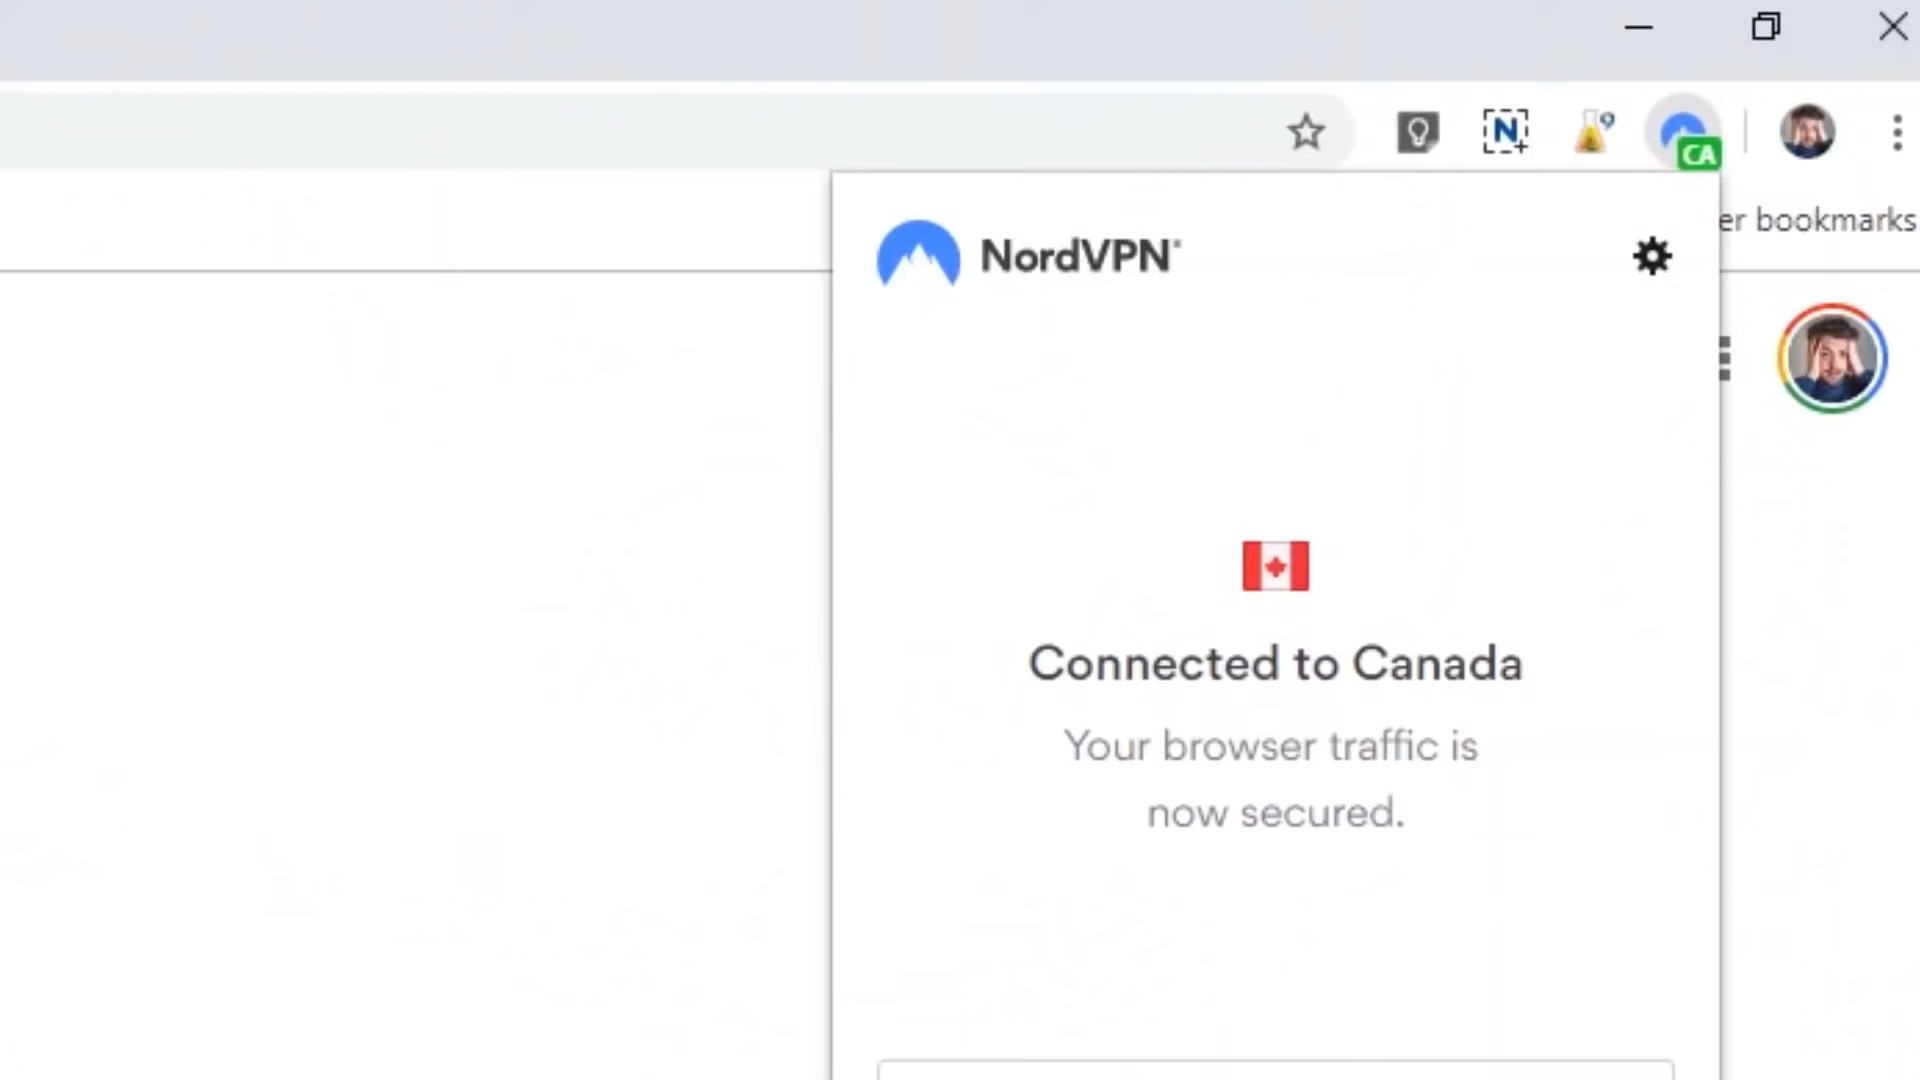 N
CA
er bookmarks
NordVPN®
Connected to Canada
Your browser traffic is
now secured.